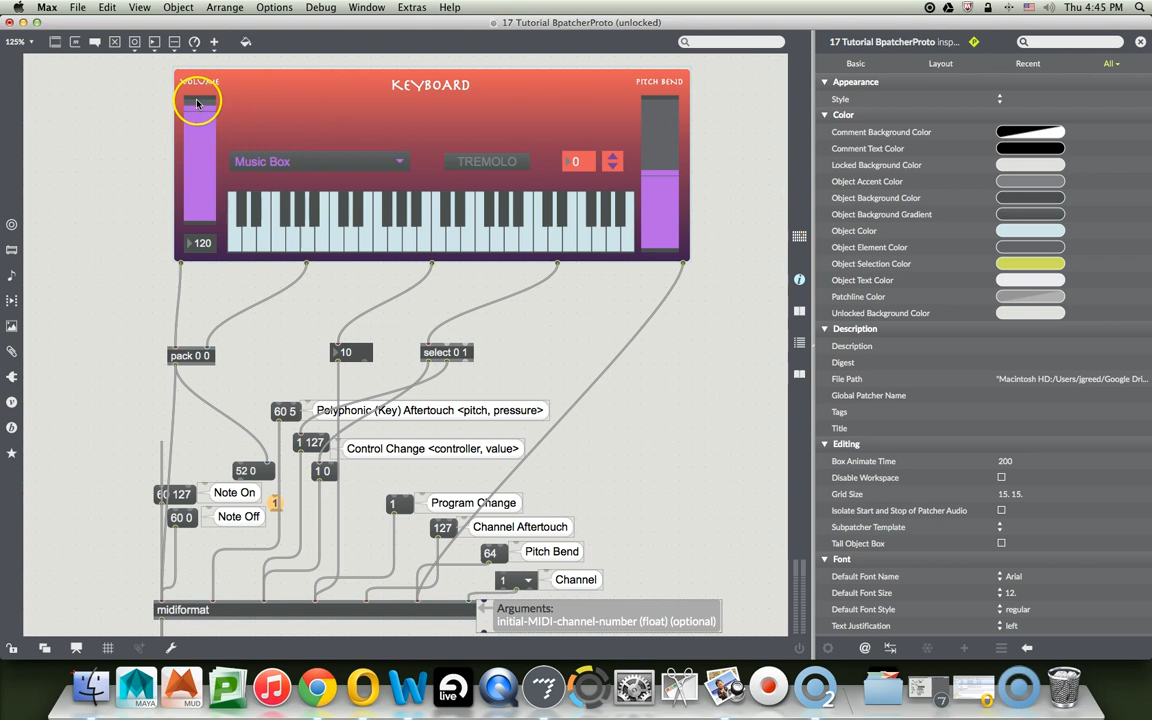 Max File Edit View Object Arrange Options Debug Window Extras Help
Thu 4:45 PM
17 Tutorial BpatcherProto (unlocked)
125%
17 Tutorial BpatcherProto insp...
Basic Layout Recent All
VOLUME
KEYBOARD
PITCH BEND
Music Box
TREMOLO
0
120
pack 0 0
10
select 0 1
60 5
Polyphonic (Key) Aftertouch <pitch, pressure>
1 127
Control Change <controller, value>
52 0
1 0
60 127
Note On
1
60 0
Note Off
1
Program Change
127
Channel Aftertouch
64
Pitch Bend
1
Channel
midiformat
Arguments:
initial-MIDI-channel-number (float) (optional)
Appearance
Style
Color
Comment Background Color
Comment Text Color
Locked Background Color
Object Accent Color
Object Background Color
Object Background Gradient
Object Color
Object Element Color
Object Selection Color
Object Text Color
Patchline Color
Unlocked Background Color
Description
Description
Digest
File Path "Macintosh HD:/Users/jgreed/Google Dri...
Global Patcher Name
Tags
Title
Editing
Box Animate Time 200
Disable Workspace
Grid Size 15. 15.
Isolate Start and Stop of Patcher Audio
Subpatcher Template
Tall Object Box
Font
Default Font Name Arial
Default Font Size 12.
Default Font Style regular
Text Justification left
MAYA
MUD
live
2
7